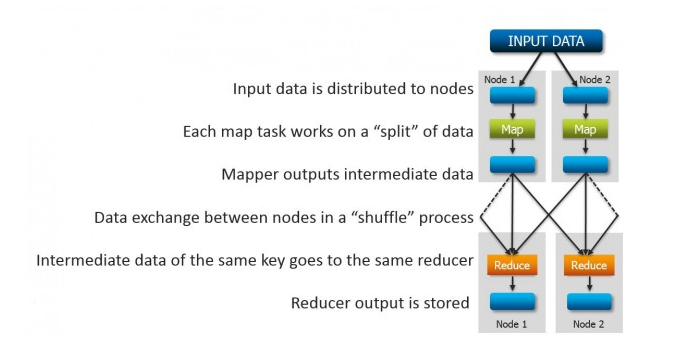 INPUT DATA
Node 1
Node 2
Input data is distributed to nodes
Each map task works on a “split” of data
Map
Map
Mapper outputs intermediate data
Data exchange between nodes in a “shuffle” process
Intermediate data of the same key goes to the same reducer
Reduce
Reduce
Reducer output is stored
Node 1
Node 2